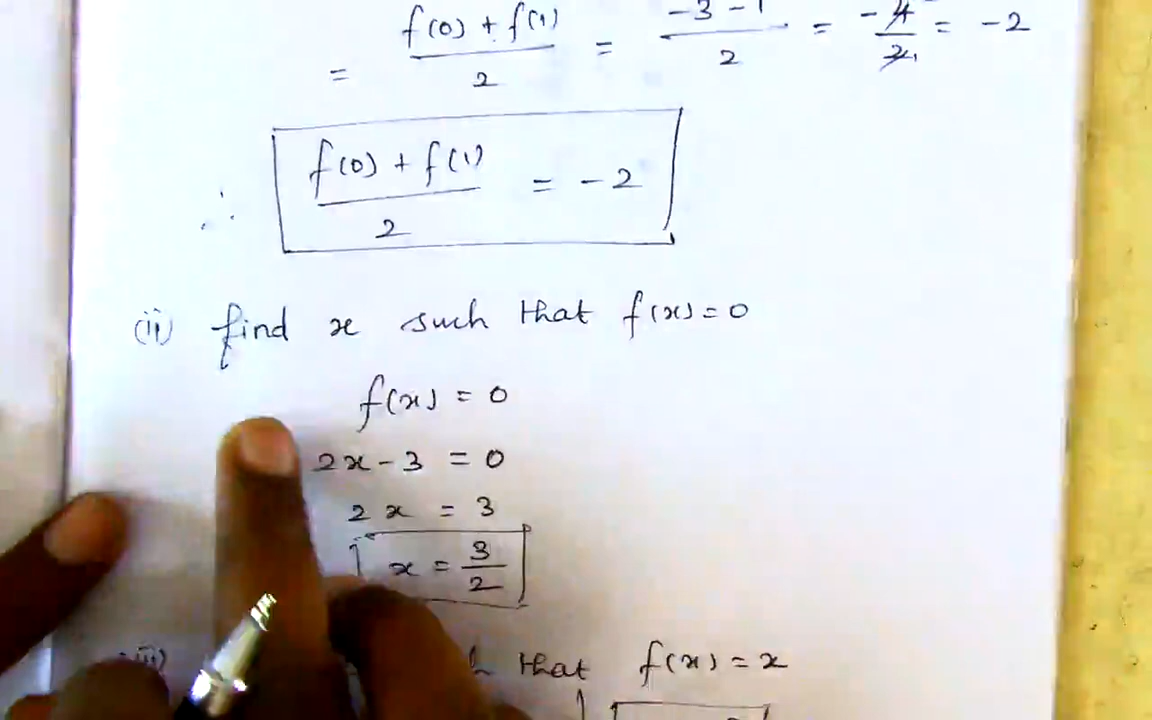 = f(0) + f(1) / 2 = -3 -1 / 2 = -4 / 2 = -2
∴ f(0) + f(1) / 2 = -2
(ii) find x such that f(x) = 0
f(x) = 0
2x - 3 = 0
2x = 3
x = 3/2
that f(x) = x